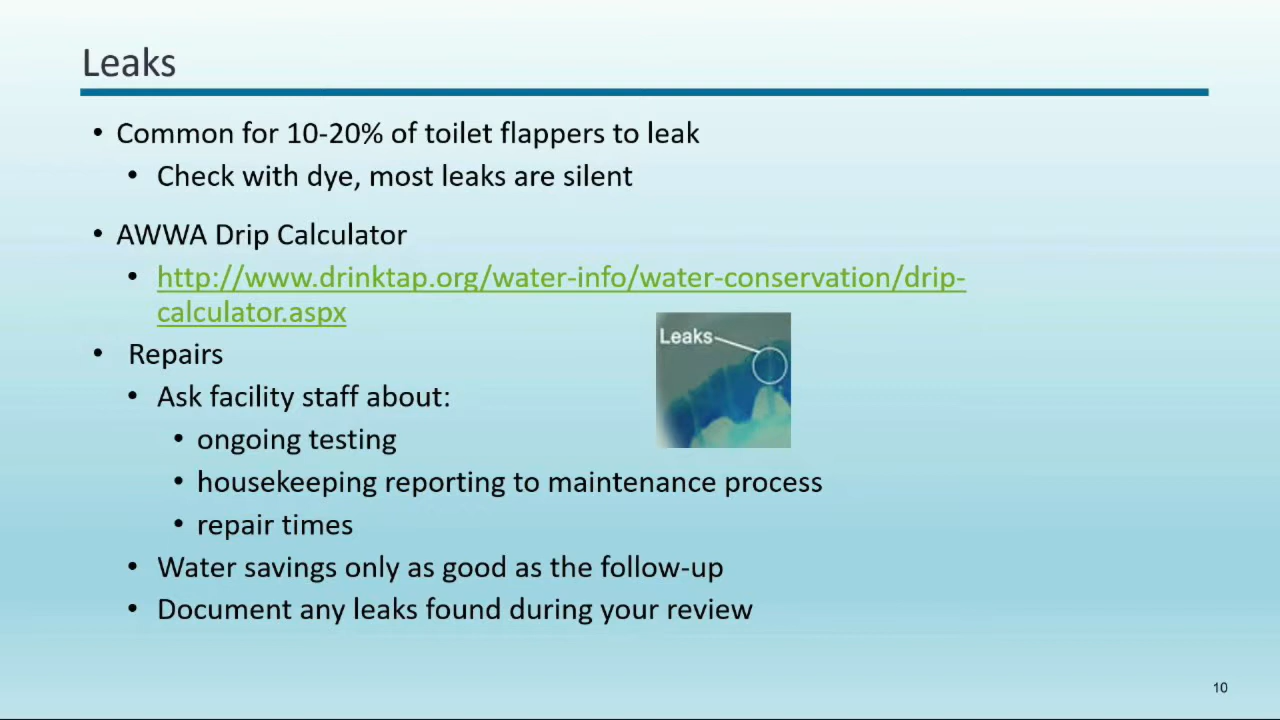 Leaks
• Common for 10-20% of toilet flappers to leak
• Check with dye, most leaks are silent
• AWWA Drip Calculator
• http://www.drinktap.org/water-info/water-conservation/drip-
calculator.aspx
Leaks
• Repairs
• Ask facility staff about:
• ongoing testing
• housekeeping reporting to maintenance process
• repair times
• Water savings only as good as the follow-up
• Document any leaks found during your review
10